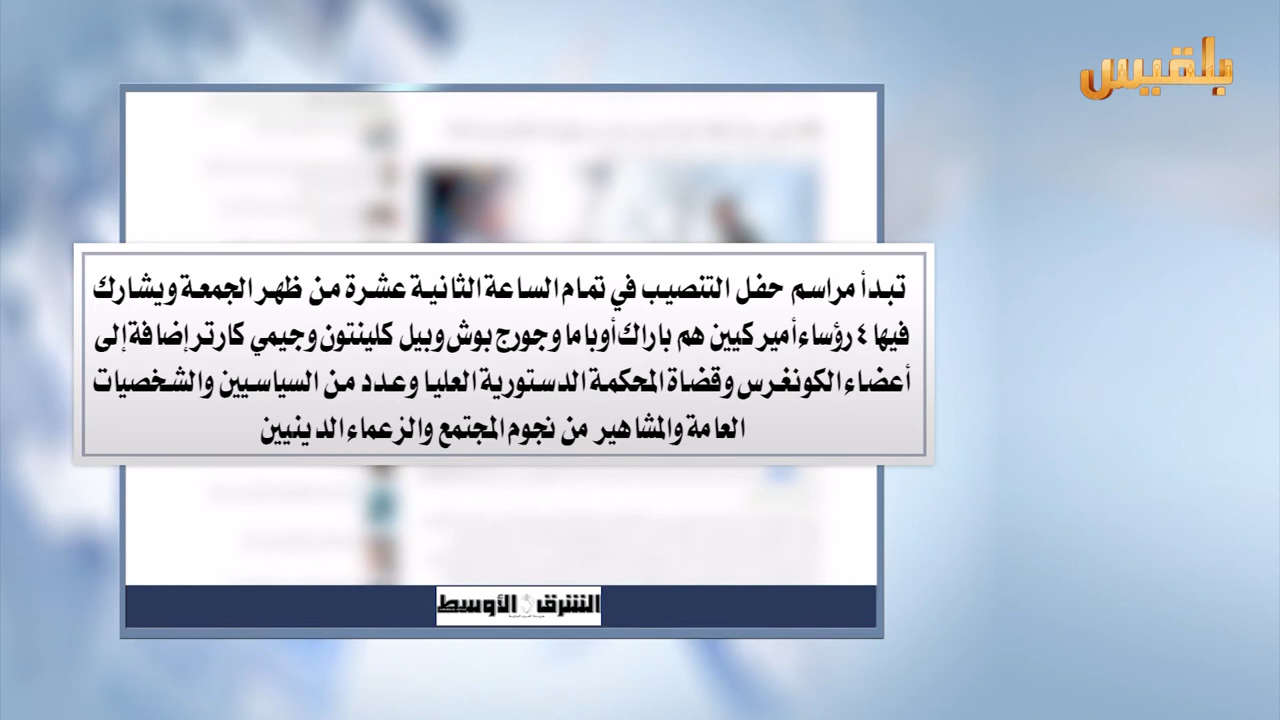 بلقيس
تبدأ مراسم حفل التنصيب في تمام الساعة الثانية عشرة من ظهر الجمعة ويشارك
فيها ٤ رؤساء أميركيين هم باراك أوباما وجورج بوش وبيل كلينتون وجيمي كارتر إضافة إلى
أعضاء الكونغرس وقضاة المحكمة الدستورية العليا وعدد من السياسيين والشخصيات
العامة والمشاهير من نجوم المجتمع والزعماء الدينيين
الشرق الأوسط